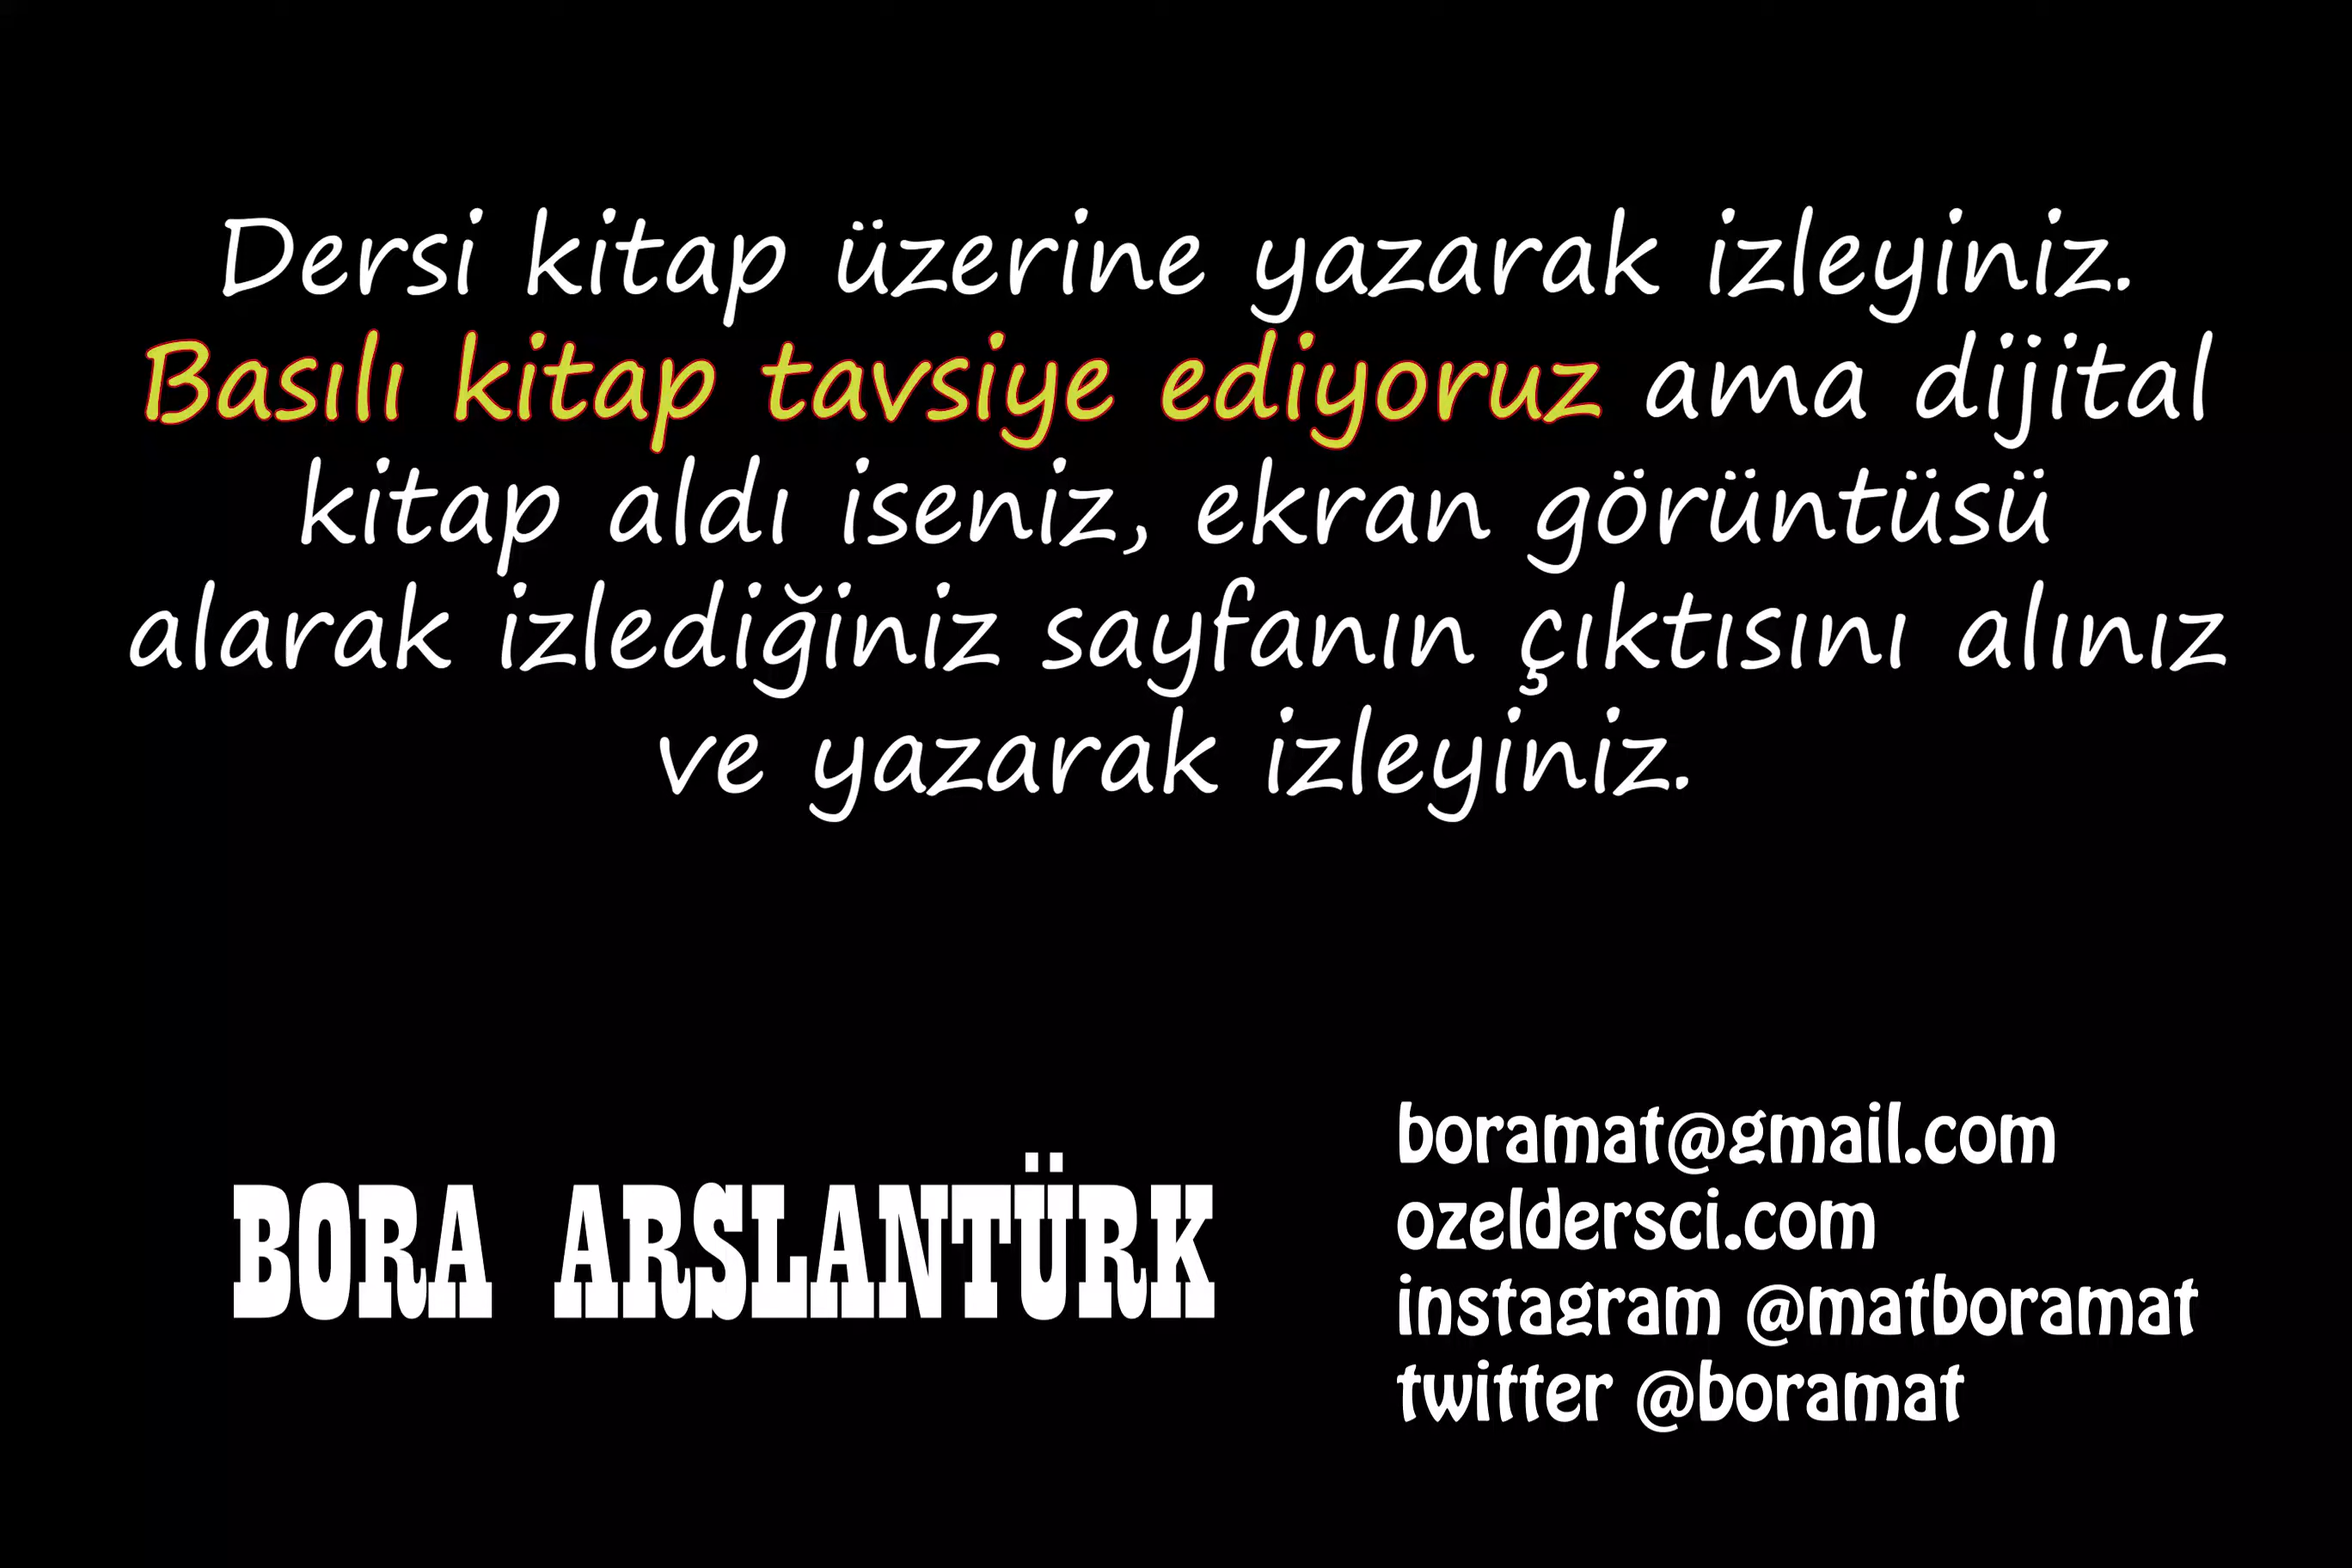 Dersi kitap üzerine yazarak izleyiniz.
Basılı kitap tavsiye ediyoruz ama dijital
kitap aldı iseniz, ekran görüntüsü
alarak izlediğiniz sayfanın çıktısını alınız
ve yazarak izleyiniz.
BORA ARSLANTÜRK
boramat@gmail.com
ozeldersci.com
instagram @matboramat
twitter @boramat